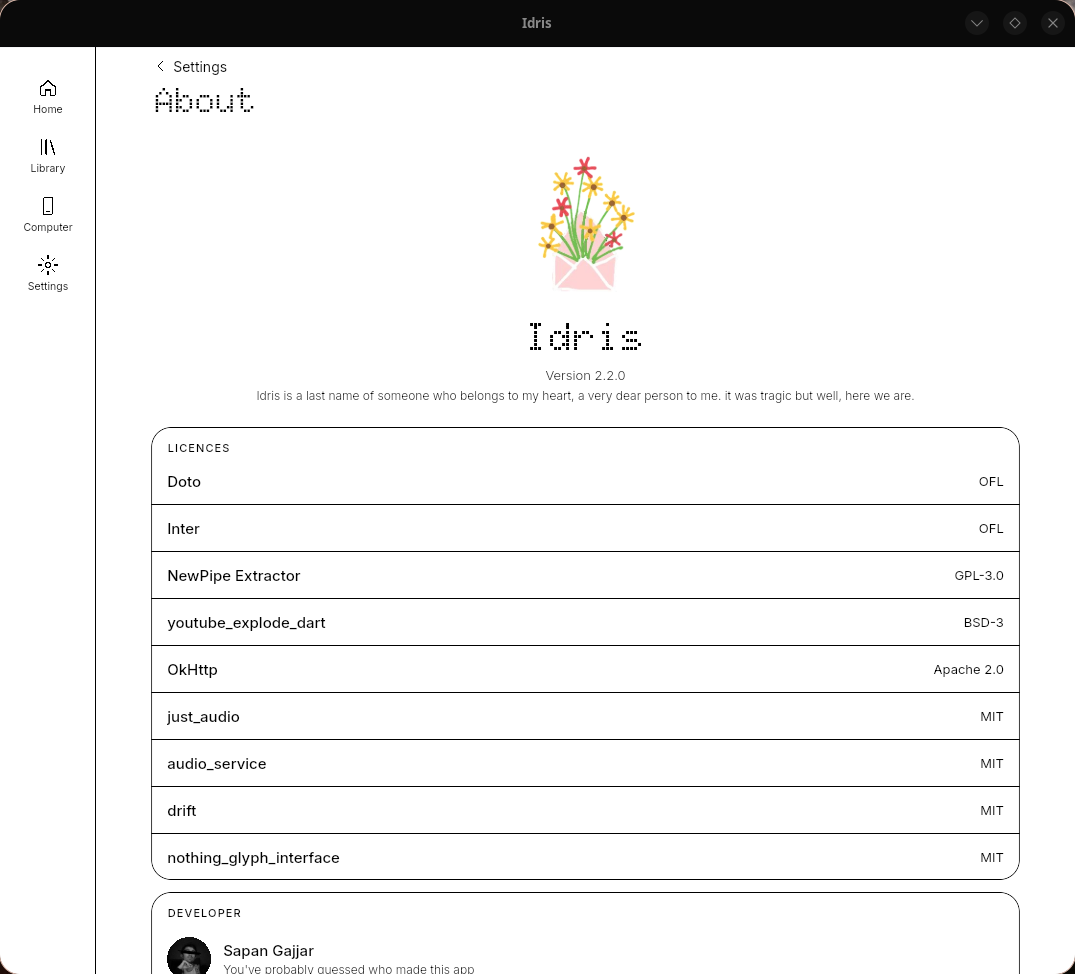 Idris
Settings
About
Home
Library
Computer
Settings
Idris
Version 2.2.0
Idris is a last name of someone who belongs to my heart, a very dear person to me. it was tragic but well, here we are.
LICENCES
Doto OFL
Inter OFL
NewPipe Extractor GPL-3.0
youtube_explode_dart BSD-3
OkHttp Apache 2.0
just_audio MIT
audio_service MIT
drift MIT
nothing_glyph_interface MIT
DEVELOPER
Sapan Gajjar
You've probably guessed who made this app